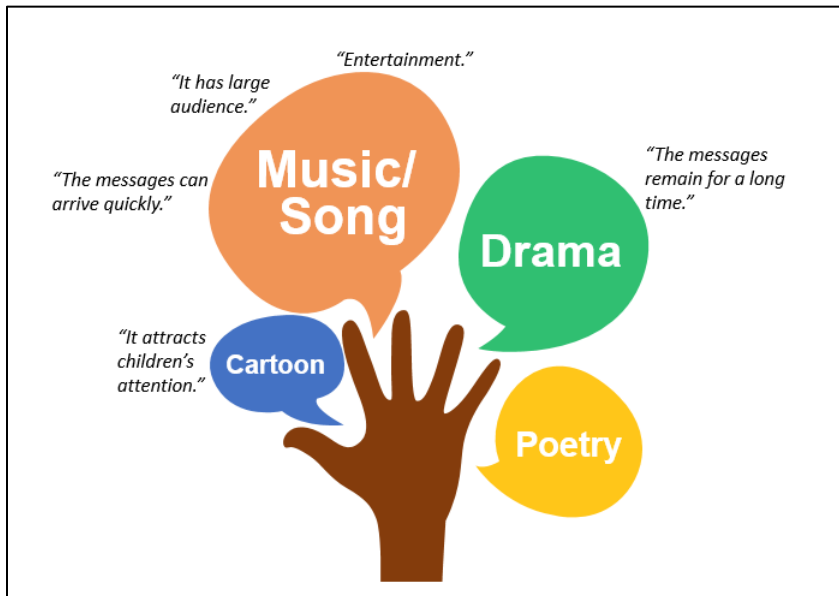 “Entertainment.”
“It has large
audience.”
“The messages can
arrive quickly.”
Music/
Song
“The messages
remain for a long
time.”
Drama
“It attracts
children’s
attention.”
Cartoon
Poetry